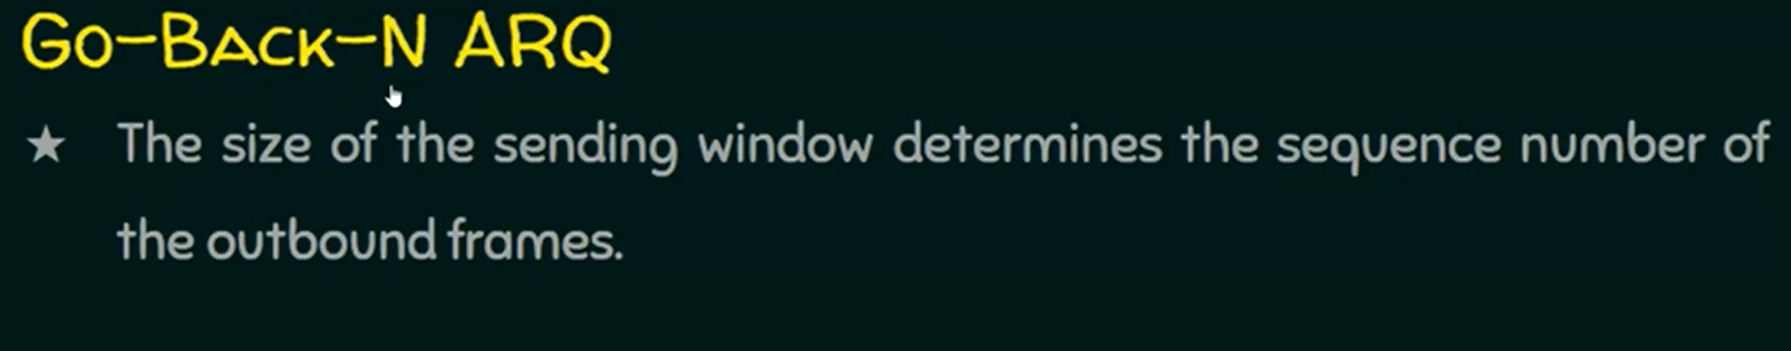 Go-Back-N ARQ
★ The size of the sending window determines the sequence number of
the outbound frames.